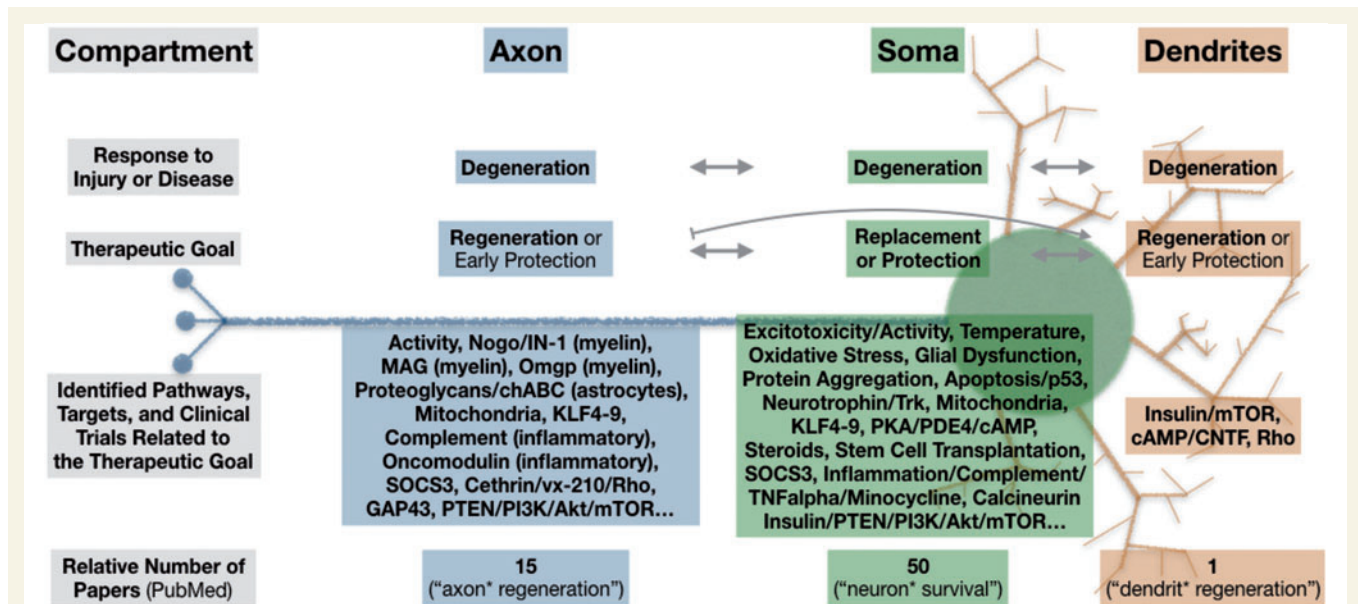 Compartment
Axon
Soma
Dendrites
Response to
Injury or Disease
Degeneration
Degeneration
Degeneration
Therapeutic Goal
Regeneration or
Early Protection
Replacement
or Protection
Regeneration or
Early Protection
Identified Pathways,
Targets, and Clinical
Trials Related to
the Therapeutic Goal
Activity, Nogo/IN-1 (myelin),
MAG (myelin), Omgp (myelin),
Proteoglycans/chABC (astrocytes),
Mitochondria, KLF4-9,
Complement (inflammatory),
Oncomodulin (inflammatory),
SOCS3, Cethrin/vx-210/Rho,
GAP43, PTEN/PI3K/Akt/mTOR...
Excitotoxicity/Activity, Temperature,
Oxidative Stress, Glial Dysfunction,
Protein Aggregation, Apoptosis/p53,
Neurotrophin/Trk, Mitochondria,
KLF4-9, PKA/PDE4/cAMP,
Steroids, Stem Cell Transplantation,
SOCS3, Inflammation/Complement/
TNFalpha/Minocycline, Calcineurin
Insulin/PTEN/PI3K/Akt/mTOR...
Insulin/mTOR,
cAMP/CNTF, Rho
Relative Number of
Papers (PubMed)
15
("axon* regeneration")
50
("neuron* survival")
1
("dendrit* regeneration")